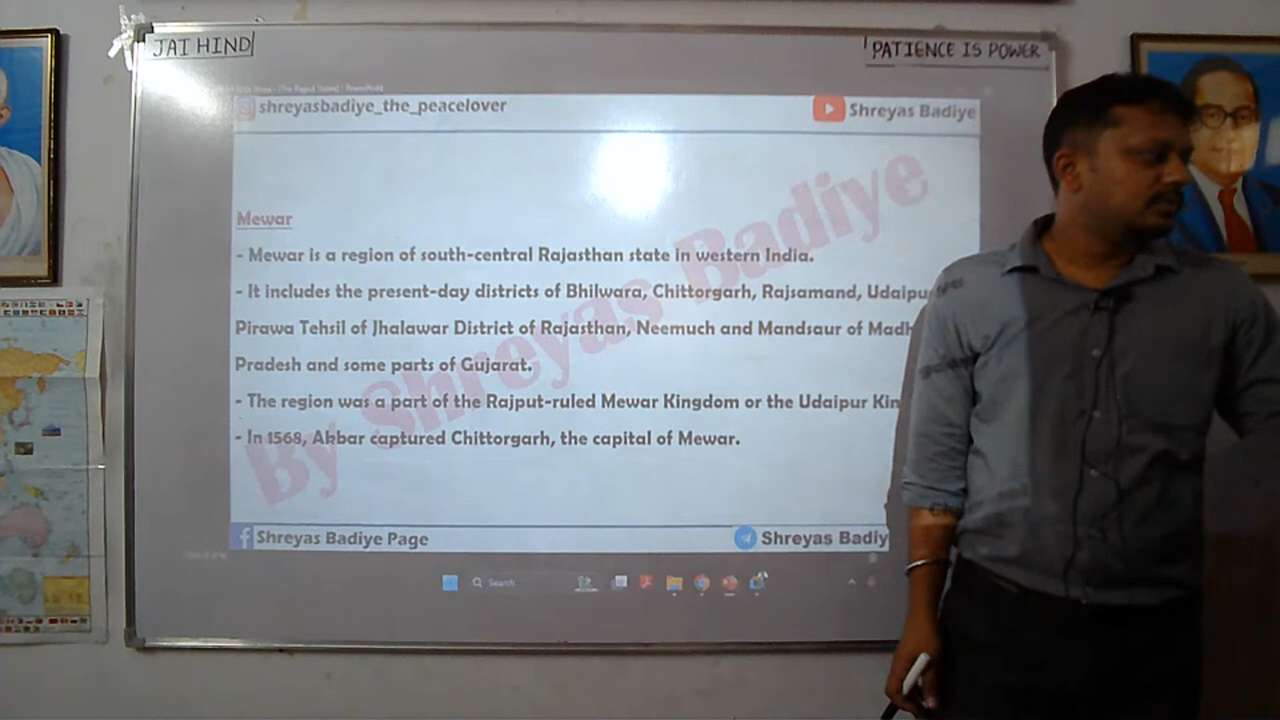 JAI HIND
PATIENCE IS POWER
shreyasbadiye_the_peacelover
Shreyas Badiye
Mewar
- Mewar is a region of south-central Rajasthan state in western India.
- It includes the present-day districts of Bhilwara, Chittorgarh, Rajsamand, Udaipu
Pirawa Tehsil of Jhalawar District of Rajasthan, Neemuch and Mandsaur of Madh
Pradesh and some parts of Gujarat.
- The region was a part of the Rajput-ruled Mewar Kingdom or the Udaipur Kin
- In 1568, Akbar captured Chittorgarh, the capital of Mewar.
By Shreyas Badiye
Shreyas Badiye Page
Shreyas Badiy
Search